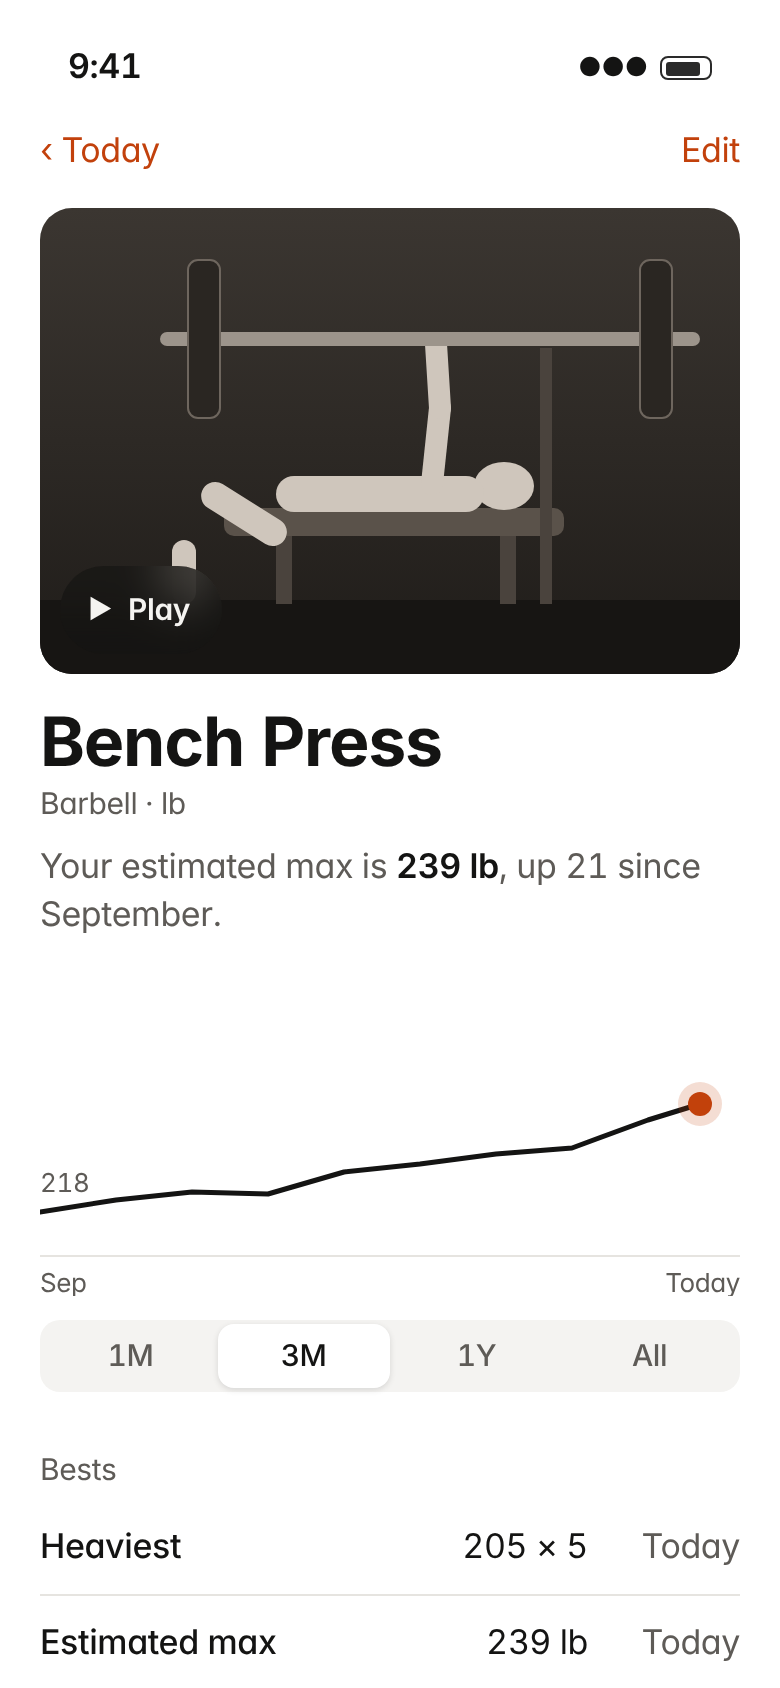 9:41
‹ Today
Edit
Play
Bench Press
Barbell · lb
Your estimated max is 239 lb, up 21 since
September.
218
Sep
Today
1M
3M
1Y
All
Bests
Heaviest
205 × 5
Today
Estimated max
239 lb
Today